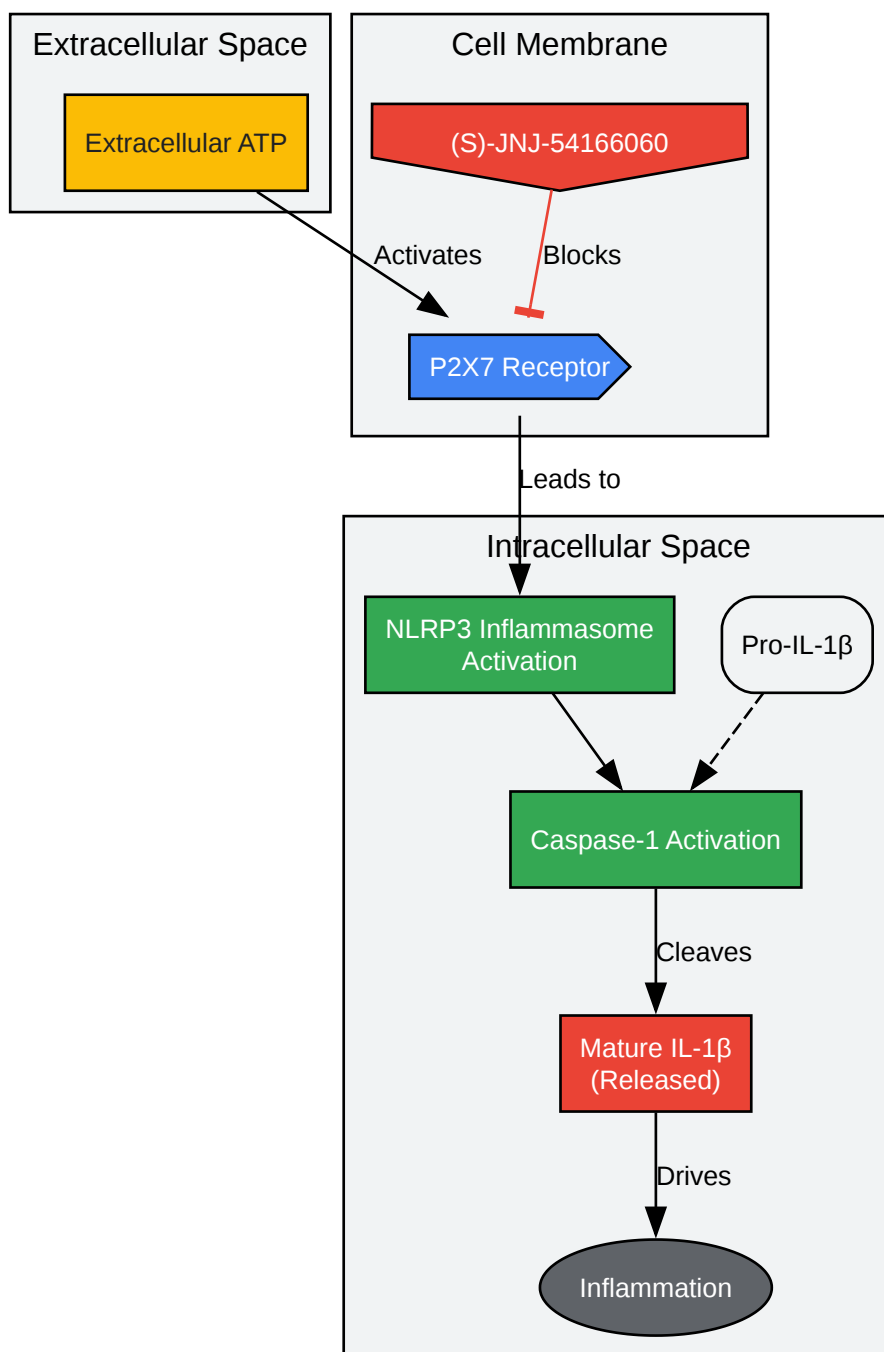 Extracellular Space
Cell Membrane
Extracellular ATP
(S)-JNJ-54166060
Activates
Blocks
P2X7 Receptor
Leads to
Intracellular Space
NLRP3 Inflammasome
Activation
Pro-IL-1β
Caspase-1 Activation
Cleaves
Mature IL-1β
(Released)
Drives
Inflammation